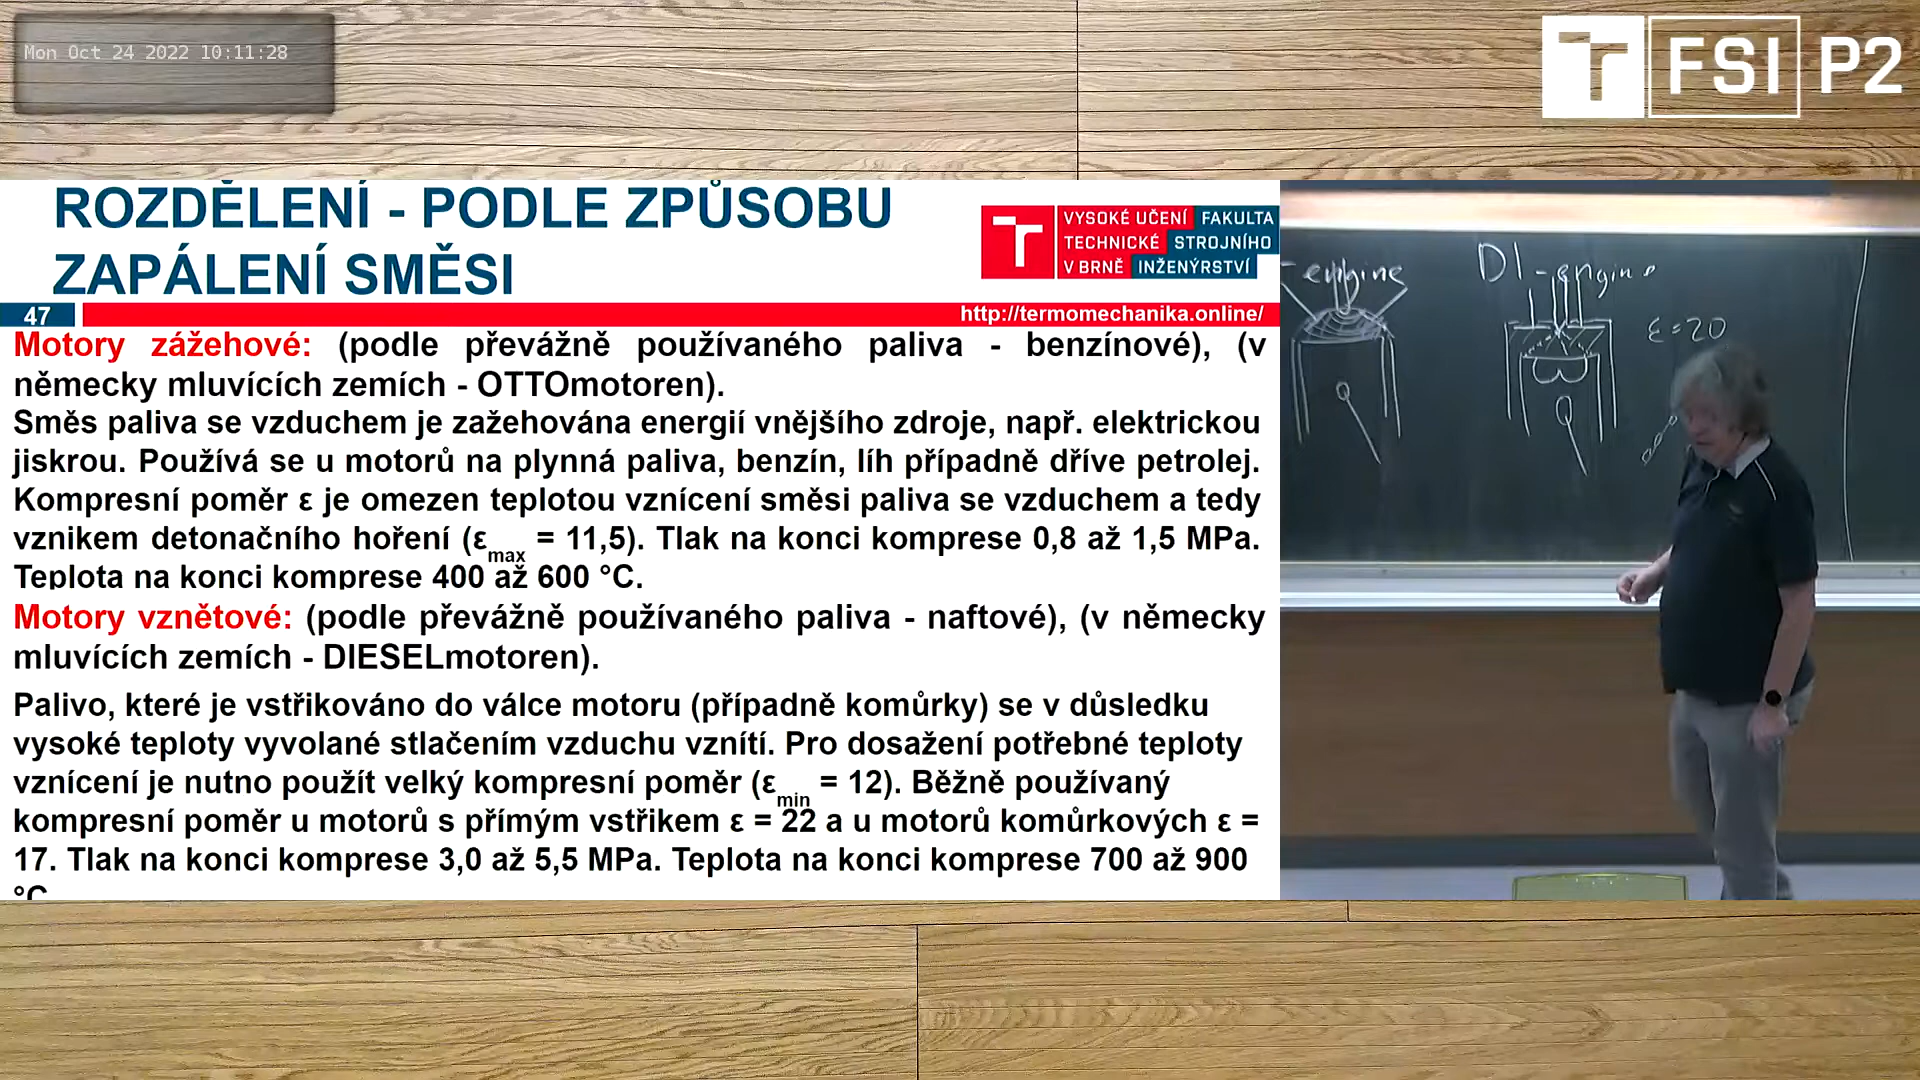 Mon Oct 24 2022 10:11:28
T FSI P2
ROZDĚLENÍ - PODLE ZPŮSOBU
ZAPÁLENÍ SMĚSI
VYSOKÉ UČENÍ FAKULTA
TECHNICKÉ STROJNÍHO
V BRNĚ INŽENÝRSTVÍ
47
http://termomechanika.online/
Motory zážehové: (podle převážně používaného paliva - benzínové), (v
německy mluvících zemích - OTTOmotoren).
Směs paliva se vzduchem je zažehována energií vnějšího zdroje, např. elektrickou
jiskrou. Používá se u motorů na plynná paliva, benzín, líh případně dříve petrolej.
Kompresní poměr ε je omezen teplotou vznícení směsi paliva se vzduchem a tedy
vznikem detonačního hoření (εmax = 11,5). Tlak na konci komprese 0,8 až 1,5 MPa.
Teplota na konci komprese 400 až 600 °C.
Motory vznětové: (podle převážně používaného paliva - naftové), (v německy
mluvících zemích - DIESELmotoren).
Palivo, které je vstřikováno do válce motoru (případně komůrky) se v důsledku
vysoké teploty vyvolané stlačením vzduchu vznítí. Pro dosažení potřebné teploty
vznícení je nutno použít velký kompresní poměr (εmin = 12). Běžně používaný
kompresní poměr u motorů s přímým vstřikem ε = 22 a u motorů komůrkových ε =
17. Tlak na konci komprese 3,0 až 5,5 MPa. Teplota na konci komprese 700 až 900
°C
- engine
DI - engine
ε = 20